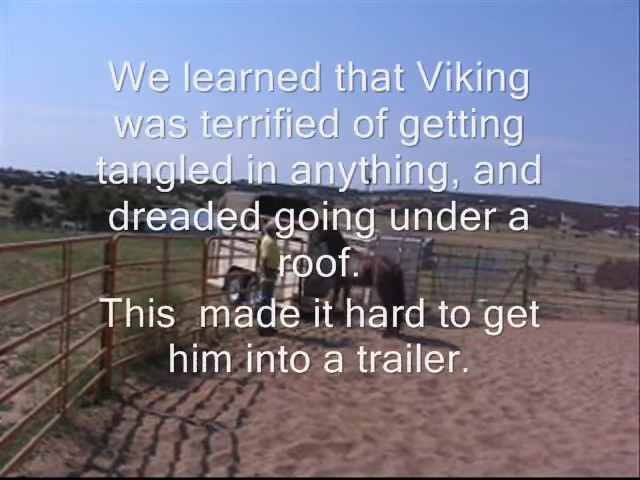 We learned that Viking
was terrified of getting
tangled in anything, and
dreaded going under a
roof.
This  made it hard to get
him into a trailer.